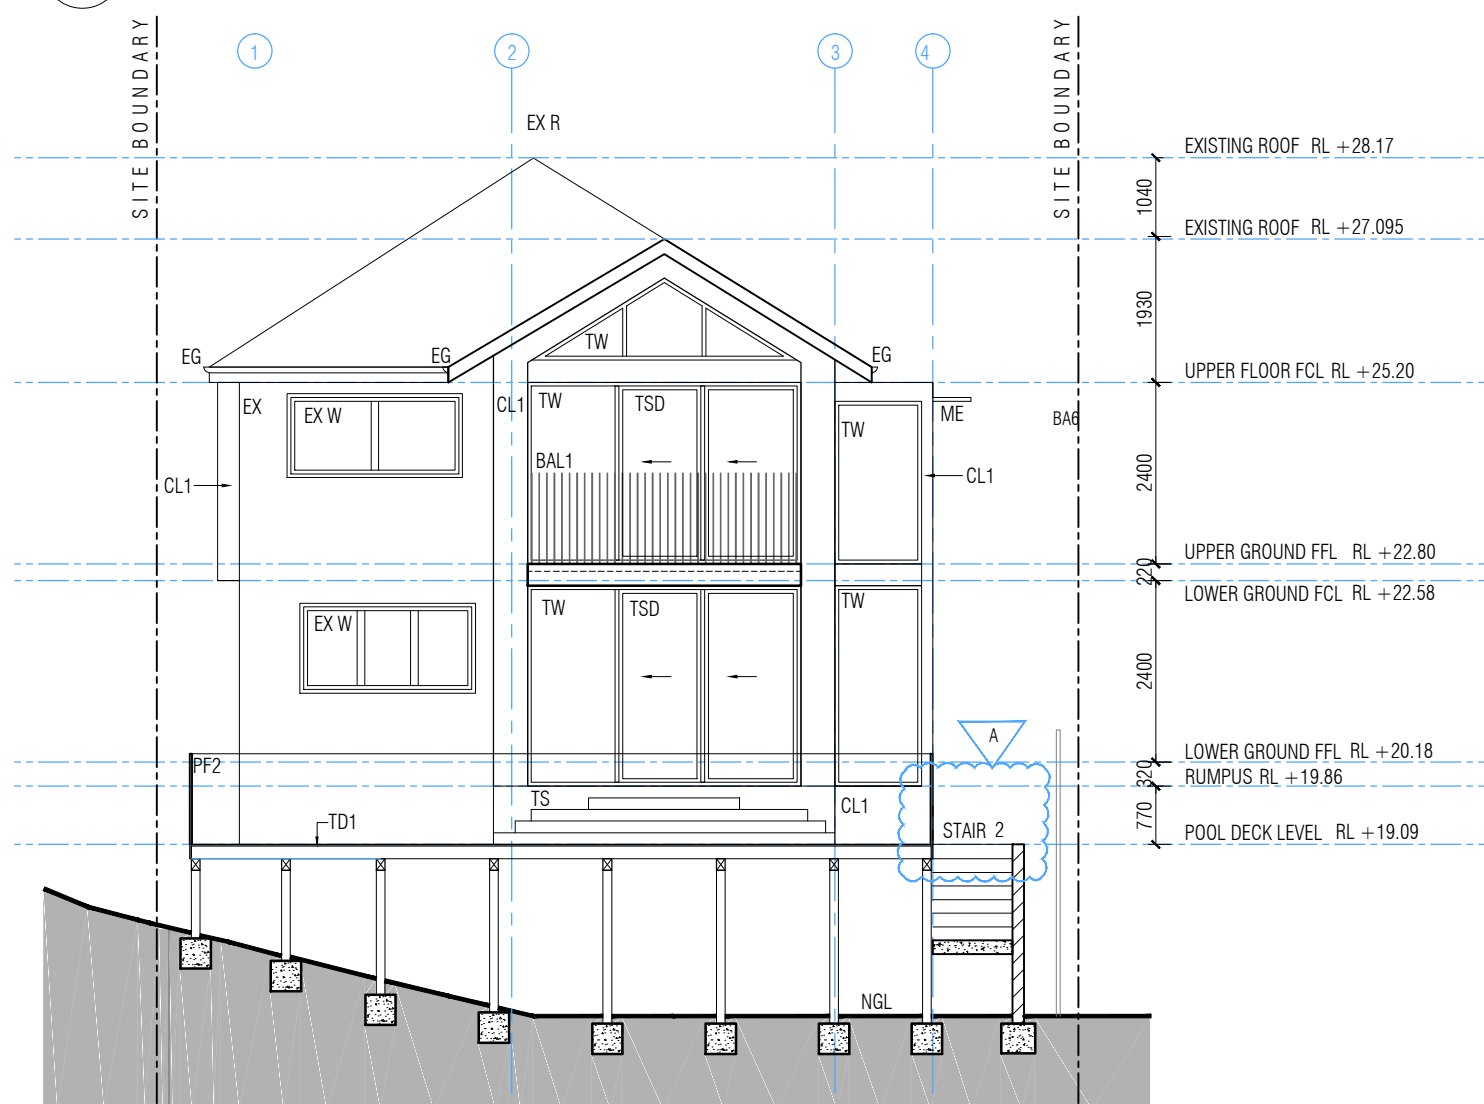 SITE BOUNDARY
1
2
3
4
SITE BOUNDARY
EX R
EXISTING ROOF RL +28.17
1040
EXISTING ROOF RL +27.095
1930
TW
EG
EG
EG
UPPER FLOOR FCL RL +25.20
EX
EX W
CL1
TW
TSD
TW
ME
BA6
BAL1
CL1
CL1
2400
UPPER GROUND FFL RL +22.80
220
LOWER GROUND FCL RL +22.58
EX W
TW
TSD
TW
2400
A
LOWER GROUND FFL RL +20.18
PF2
320
RUMPUS RL +19.86
TS
CL1
TD1
STAIR 2
770
POOL DECK LEVEL RL +19.09
NGL